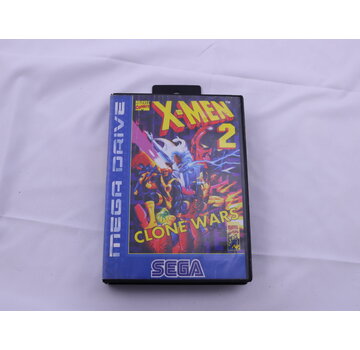 X-MEN
2
CLONE WARS
MEGA DRIVE
SEGA